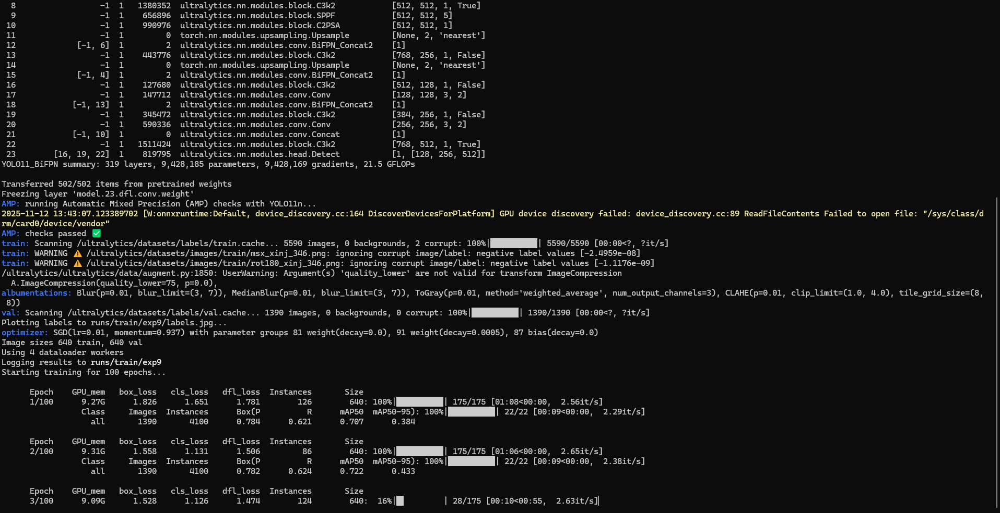 8 -1 1 1380352 ultralytics.nn.modules.block.C3k2 [512, 512, 1, True]
9 -1 1 656896 ultralytics.nn.modules.block.SPPF [512, 512, 5]
10 -1 1 990976 ultralytics.nn.modules.block.C2PSA [512, 512, 1]
11 -1 1 0 torch.nn.modules.upsampling.Upsample [None, 2, 'nearest']
12 [-1, 6] 1 2 ultralytics.nn.modules.conv.BiFPN_Concat2 [1]
13 -1 1 443776 ultralytics.nn.modules.block.C3k2 [768, 256, 1, False]
14 -1 1 0 torch.nn.modules.upsampling.Upsample [None, 2, 'nearest']
15 [-1, 4] 1 2 ultralytics.nn.modules.conv.BiFPN_Concat2 [1]
16 -1 1 127680 ultralytics.nn.modules.block.C3k2 [512, 128, 1, False]
17 -1 1 147712 ultralytics.nn.modules.conv.Conv [128, 128, 3, 2]
18 [-1, 13] 1 2 ultralytics.nn.modules.conv.BiFPN_Concat2 [1]
19 -1 1 345472 ultralytics.nn.modules.block.C3k2 [384, 256, 1, False]
20 -1 1 590336 ultralytics.nn.modules.conv.Conv [256, 256, 3, 2]
21 [-1, 10] 1 0 ultralytics.nn.modules.conv.Concat [1]
22 -1 1 1511424 ultralytics.nn.modules.block.C3k2 [768, 512, 1, True]
23 [16, 19, 22] 1 819795 ultralytics.nn.modules.head.Detect [1, [128, 256, 512]]
YOLO11_BiFPN summary: 319 layers, 9,428,185 parameters, 9,428,169 gradients, 21.5 GFLOPs
Transferred 502/502 items from pretrained weights
Freezing layer 'model.23.dfl.conv.weight'
AMP: running Automatic Mixed Precision (AMP) checks with YOLO11n...
2025-11-12 13:43:07.123389702 [W:onnxruntime:Default, device_discovery.cc:164 DiscoverDevicesForPlatform] GPU device discovery failed: device_discovery.cc:89 ReadFileContents Failed to open file: "/sys/class/d
rm/card0/device/vendor"
AMP: checks passed ✅
train: Scanning /ultralytics/datasets/labels/train.cache... 5590 images, 0 backgrounds, 2 corrupt: 100%|██████████| 5590/5590 [00:00<?, ?it/s]
train: WARNING ⚠️ /ultralytics/datasets/images/train/msx_xinj_346.png: ignoring corrupt image/label: negative label values [-2.4959e-08]
train: WARNING ⚠️ /ultralytics/datasets/images/train/rot180_xinj_346.png: ignoring corrupt image/label: negative label values [-1.1176e-09]
/ultralytics/ultralytics/data/augment.py:1850: UserWarning: Argument(s) 'quality_lower' are not valid for transform ImageCompression
A.ImageCompression(quality_lower=75, p=0.0),
albumentations: Blur(p=0.01, blur_limit=(3, 7)), MedianBlur(p=0.01, blur_limit=(3, 7)), ToGray(p=0.01, method='weighted_average', num_output_channels=3), CLAHE(p=0.01, clip_limit=(1.0, 4.0), tile_grid_size=(8,
8))
val: Scanning /ultralytics/datasets/labels/val.cache... 1390 images, 0 backgrounds, 0 corrupt: 100%|██████████| 1390/1390 [00:00<?, ?it/s]
Plotting labels to runs/train/exp9/labels.jpg...
optimizer: SGD(lr=0.01, momentum=0.937) with parameter groups 81 weight(decay=0.0), 91 weight(decay=0.0005), 87 bias(decay=0.0)
Image sizes 640 train, 640 val
Using 4 dataloader workers
Logging results to runs/train/exp9
Starting training for 100 epochs...
Epoch GPU_mem box_loss cls_loss dfl_loss Instances Size
1/100 9.27G 1.826 1.651 1.781 126 640: 100%|██████████| 175/175 [01:08<00:00, 2.56it/s]
Class Images Instances Box(P R mAP50 mAP50-95): 100%|██████████| 22/22 [00:09<00:00, 2.29it/s]
all 1390 4100 0.784 0.621 0.707 0.384
Epoch GPU_mem box_loss cls_loss dfl_loss Instances Size
2/100 9.31G 1.558 1.131 1.506 86 640: 100%|██████████| 175/175 [01:06<00:00, 2.65it/s]
Class Images Instances Box(P R mAP50 mAP50-95): 100%|██████████| 22/22 [00:09<00:00, 2.38it/s]
all 1390 4100 0.782 0.624 0.722 0.433
Epoch GPU_mem box_loss cls_loss dfl_loss Instances Size
3/100 9.09G 1.528 1.126 1.474 124 640: 16%|█▌ | 28/175 [00:10<00:55, 2.63it/s]